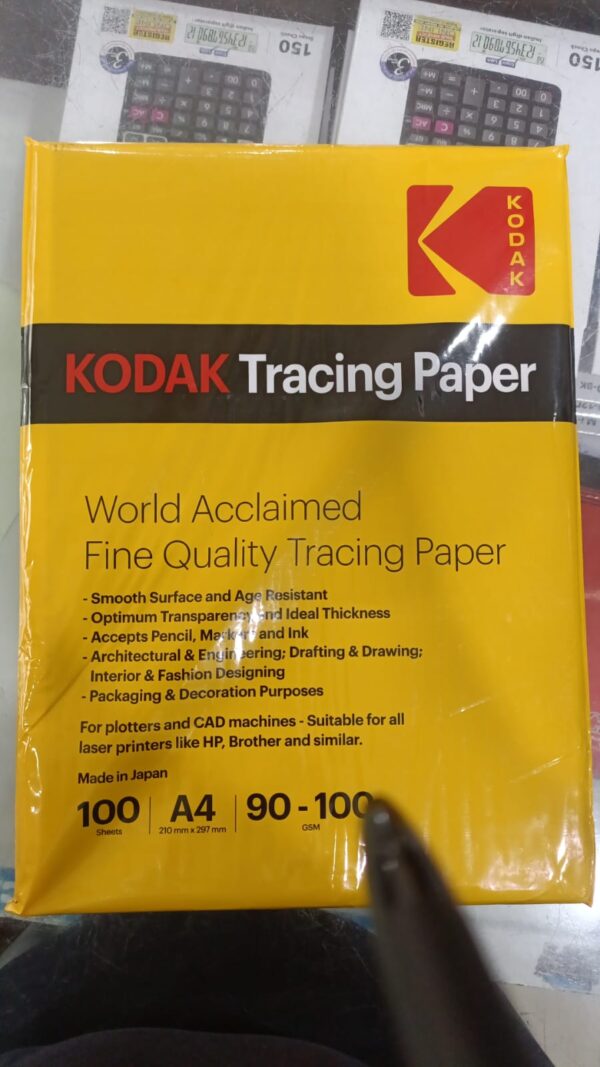 150
150
KODAK
KODAK Tracing Paper
World Acclaimed
Fine Quality Tracing Paper
- Smooth Surface and Age Resistant
- Optimum Transparency and Ideal Thickness
- Accepts Pencil, Markers and Ink
- Architectural & Engineering; Drafting & Drawing;
Interior & Fashion Designing
- Packaging & Decoration Purposes
For plotters and CAD machines - Suitable for all
laser printers like HP, Brother and similar.
Made in Japan
100 | A4 | 90 - 100
Sheets 210 mm x 297 mm GSM